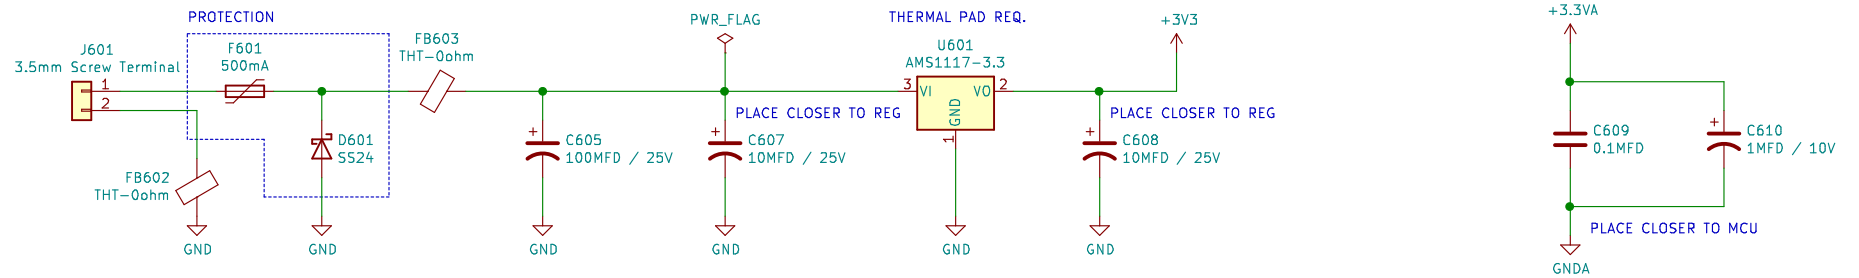 PROTECTION
J601
3.5mm Screw Terminal
1
2
F601
500mA
FB603
THT-0ohm
D601
SS24
FB602
THT-0ohm
GND
GND
C605
100MFD / 25V
GND
PWR_FLAG
PLACE CLOSER TO REG
C607
10MFD / 25V
GND
THERMAL PAD REQ.
U601
AMS1117-3.3
3
VI
VO
2
GND
1
GND
+3V3
PLACE CLOSER TO REG
C608
10MFD / 25V
GND
+3.3VA
C609
0.1MFD
C610
1MFD / 10V
PLACE CLOSER TO MCU
GNDA